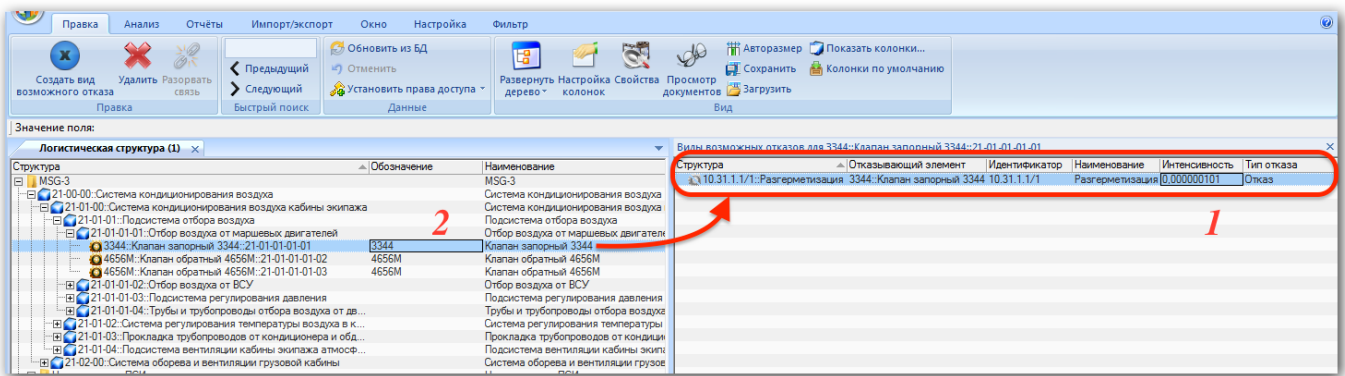 Правка Анализ Отчёты Импорт/экспорт Окно Настройка Фильтр
Создать вид возможного отказа
Удалить
Разорвать связь
Правка
Предыдущий
Следующий
Быстрый поиск
Обновить из БД
Отменить
Установить права доступа
Данные
Развернуть дерево
Настройка колонок
Свойства
Просмотр документов
Авторазмер
Сохранить
Загрузить
Показать колонки...
Колонки по умолчанию
Вид
Значение поля:
Логистическая структура (1)
Структура Обозначение Наименование
MSG-3 MSG-3
21-00-00::Система кондиционирования воздуха Система кондиционирования воздуха
21-01-00::Система кондиционирования воздуха кабины экипажа Система кондиционирования воздуха
21-01-01::Подсистема отбора воздуха Подсистема отбора воздуха
21-01-01-01::Отбор воздуха от маршевых двигателей Отбор воздуха от маршевых двигателе
3344::Клапан запорный 3344::21-01-01-01-01 3344 Клапан запорный 3344
4656М::Клапан обратный 4656М::21-01-01-01-02 4656М Клапан обратный 4656М
4656М::Клапан обратный 4656М::21-01-01-01-03 4656М Клапан обратный 4656М
21-01-01-02::Отбор воздуха от ВСУ Отбор воздуха от ВСУ
21-01-01-03::Подсистема регулирования давления Подсистема регулирования давления
21-01-01-04::Трубы и трубопроводы отбора воздуха от дв... Трубы и трубопроводы отбора воздуха
21-01-02::Система регулирования температуры воздуха в к... Система регулирования температуры
21-01-03::Прокладка трубопроводов от кондиционера и обд... Прокладка трубопроводов от кондици
21-01-04::Подсистема вентиляции кабины экипажа атмосф... Подсистема вентиляции кабины экипа
21-02-00::Система оборева и вентиляции грузовой кабины Система оборева и вентиляции грузов
2
Виды возможных отказов для 3344::Клапан запорный 3344::21-01-01-01-01
Структура Отказывающий элемент Идентификатор Наименование Интенсивность Тип отказа
10.31.1.1/1::Разгерметизация 3344::Клапан запорный 3344 10.31.1.1/1 Разгерметизация 0,000000101 Отказ
1